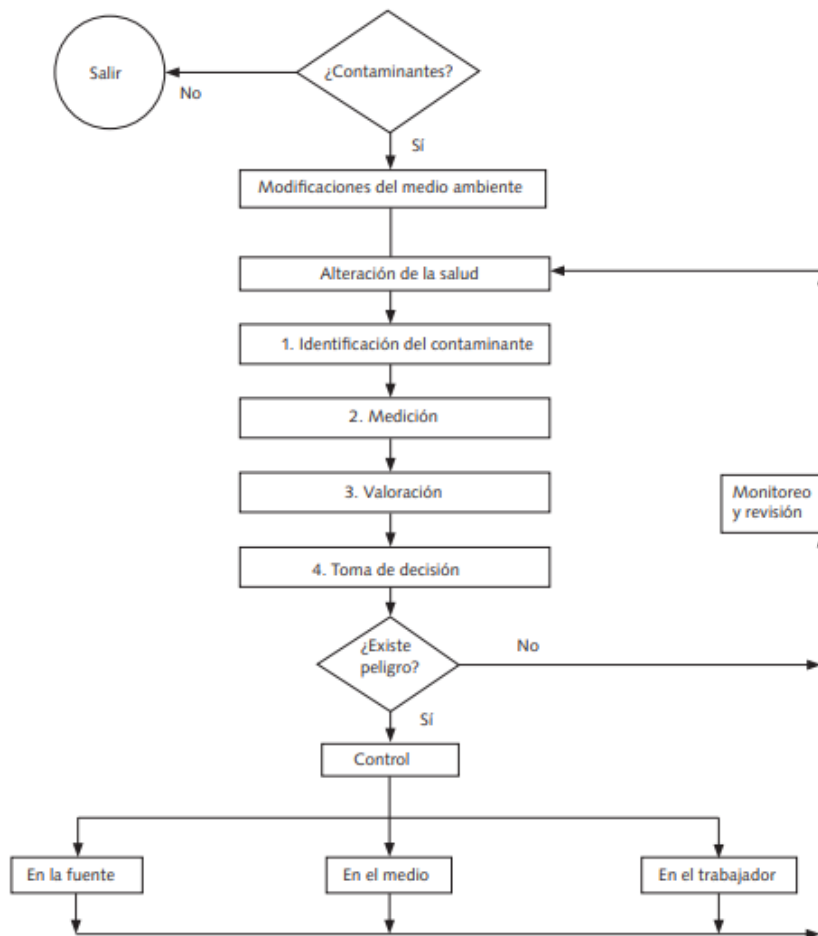 ¿Contaminantes?
Salir
No
Sí
Modificaciones del medio ambiente
Alteración de la salud
1. Identificación del contaminante
2. Medición
3. Valoración
Monitoreo
y revisión
4. Toma de decisión
¿Existe
peligro?
No
Sí
Control
En la fuente
En el medio
En el trabajador